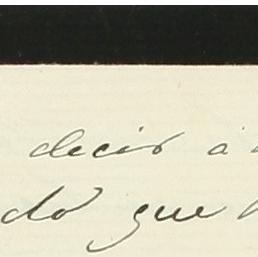 decir á
do que